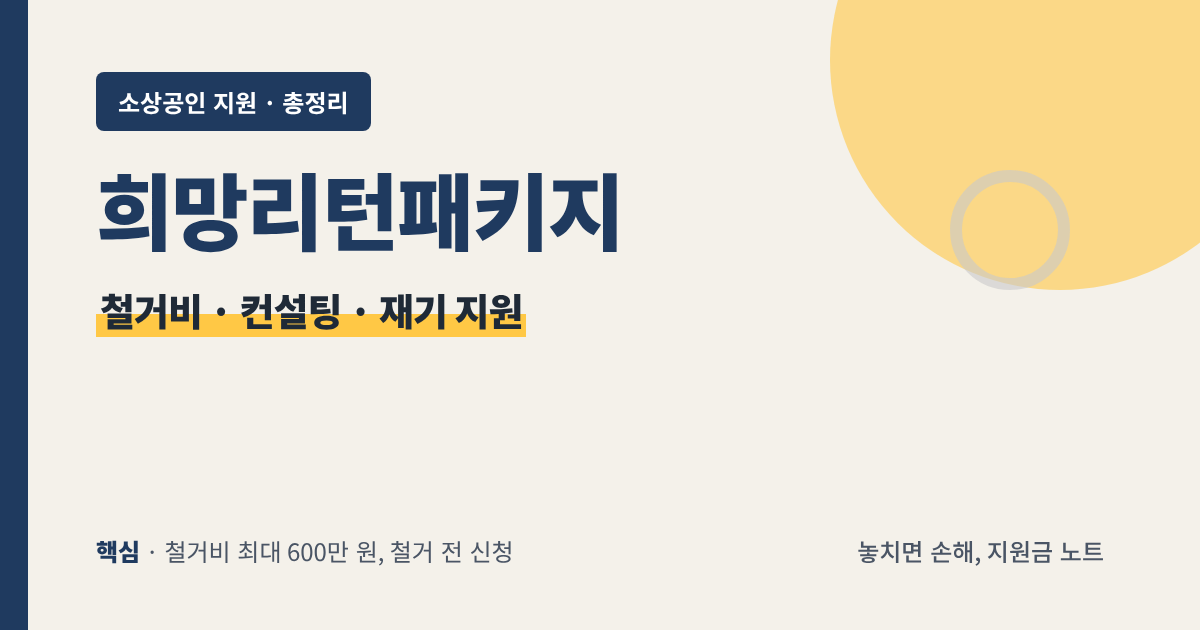 소상공인 지원 · 총정리
희망리턴패키지
철거비 · 컨설팅 · 재기 지원
핵심 · 철거비 최대 600만 원, 철거 전 신청
놓치면 손해, 지원금 노트